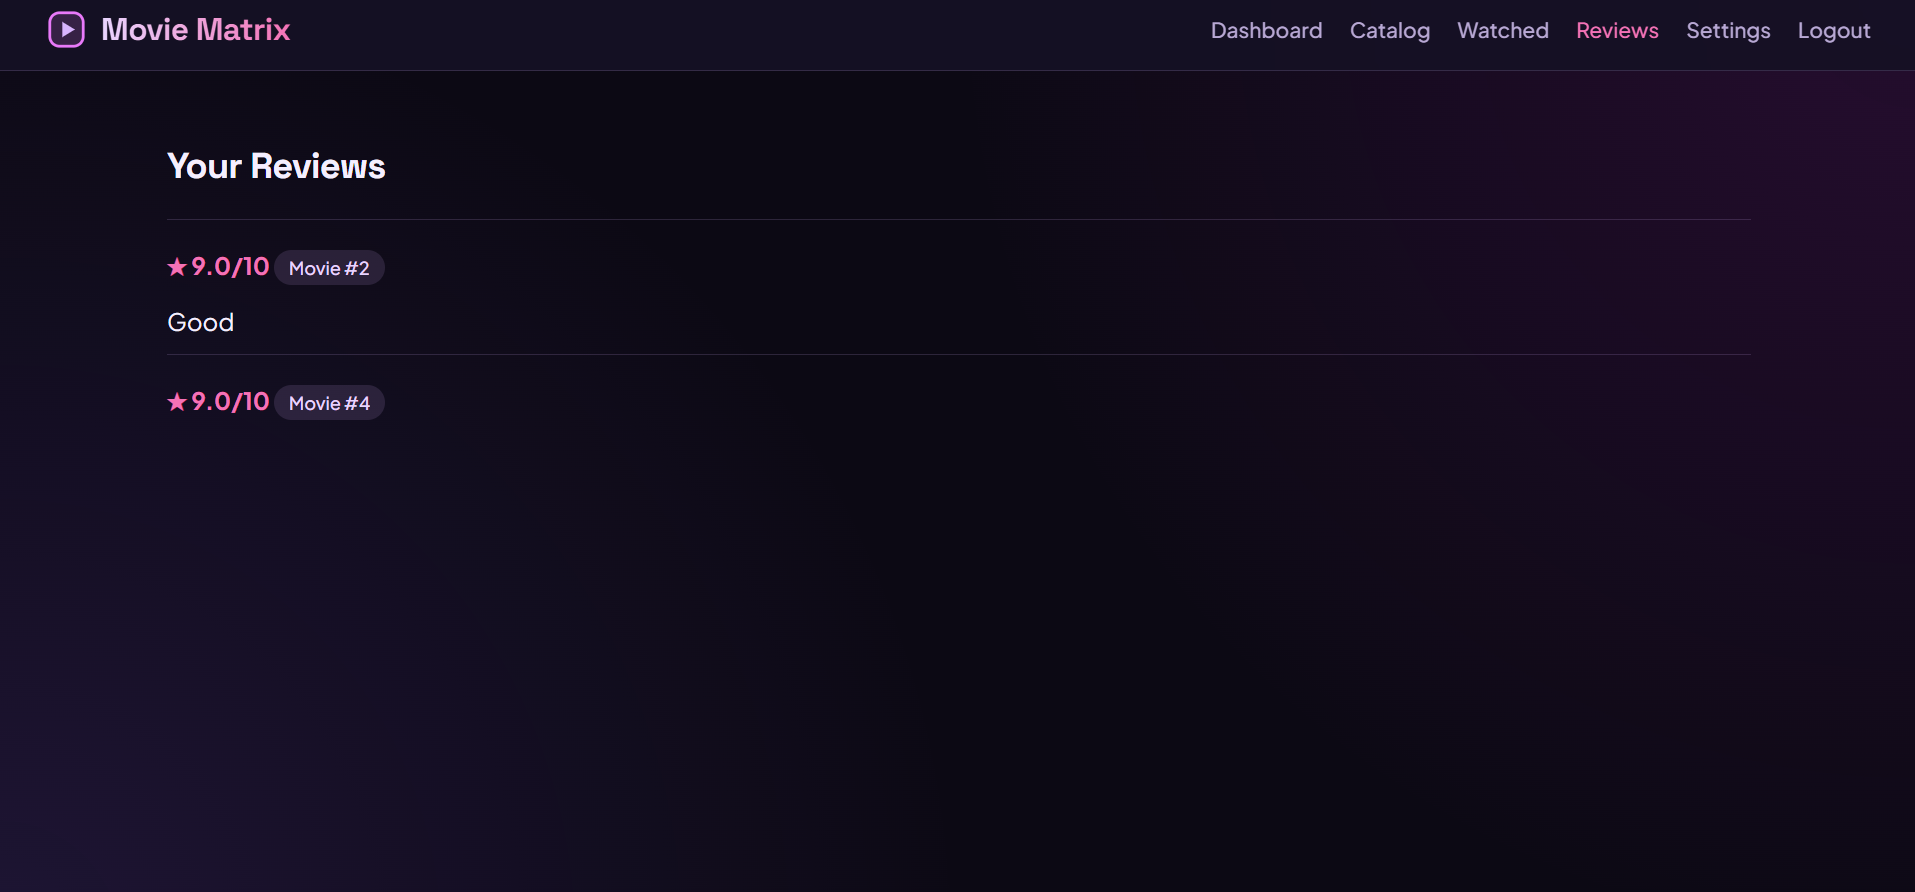 Movie Matrix
Dashboard Catalog Watched Reviews Settings Logout
Your Reviews
★ 9.0/10 Movie #2
Good
★ 9.0/10 Movie #4